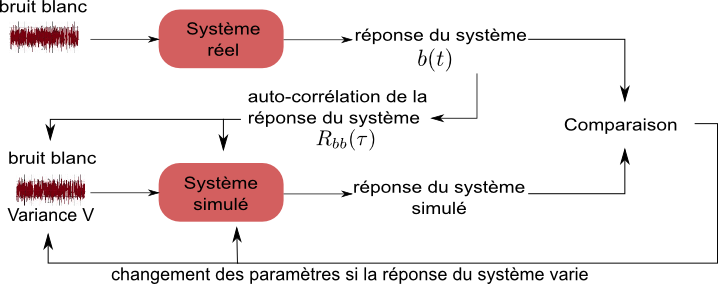 bruit blanc
Système
réel
réponse du système
b(t)
auto-corrélation de la
réponse du système
R_{bb}(τ)
Comparaison
bruit blanc
Variance V
Système
simulé
réponse du système
simulé
changement des paramètres si la réponse du système varie